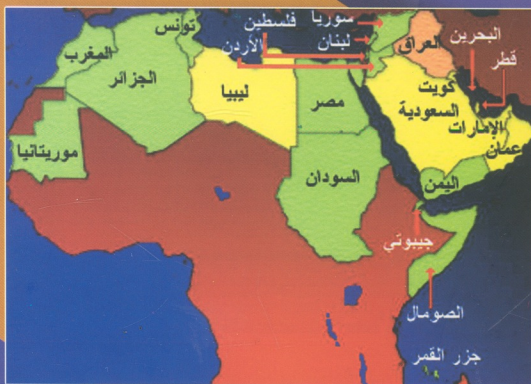 سوريا
فلسطين
تونس
لبنان
الأردن
البحرين
العراق
المغرب
قطر
الجزائر
كويت
ليبيا
مصر
السعودية
الإمارات
عمان
موريتانيا
السودان
اليمن
جيبوتي
الصومال
جزر القمر